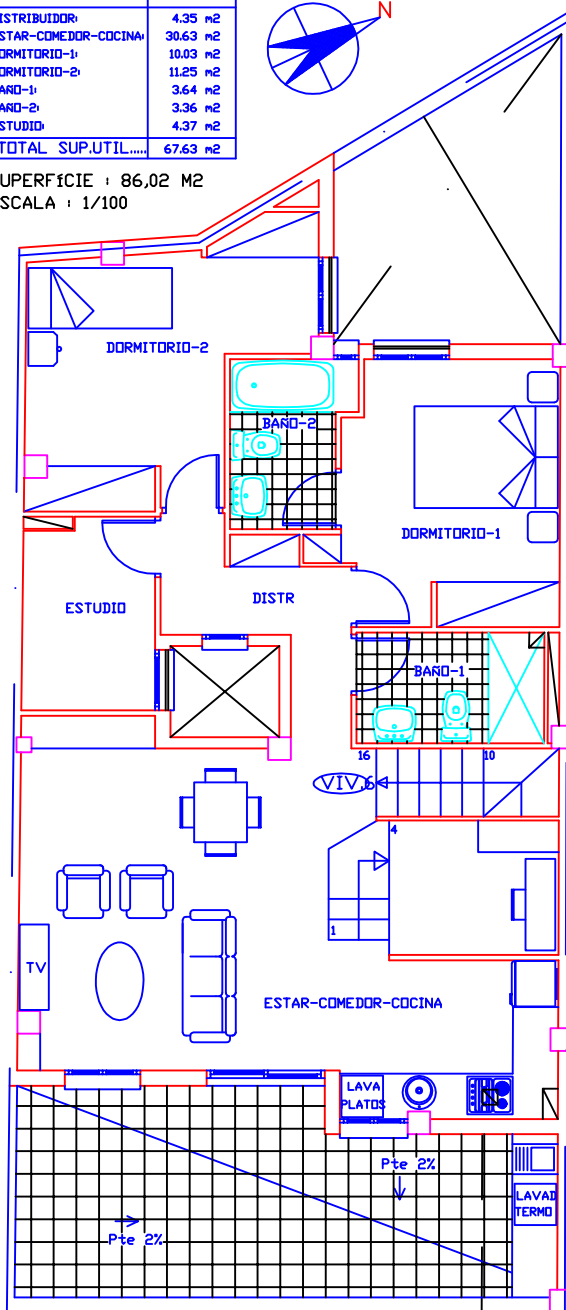 ISTRIBUIDOR: 4.35 m2
STAR-COMEDOR-COCINA: 30.63 m2
ORMITORIO-1: 10.03 m2
ORMITORIO-2: 11.25 m2
AÑO-1: 3.64 m2
AÑO-2: 3.36 m2
STUDIO: 4.37 m2
TOTAL SUP.UTIL..... 67.63 m2
UPERFÍCIE : 86,02 M2
SCALA : 1/100
N
DORMITORIO-2
BAÑO-2
DORMITORIO-1
ESTUDIO
DISTR
BAÑO-1
16
10
VIV.6
4
1
TV
ESTAR-COMEDOR-COCINA
LAVA
PLATOS
Pte 2%
LAVAD
TERMO
Pte 2%